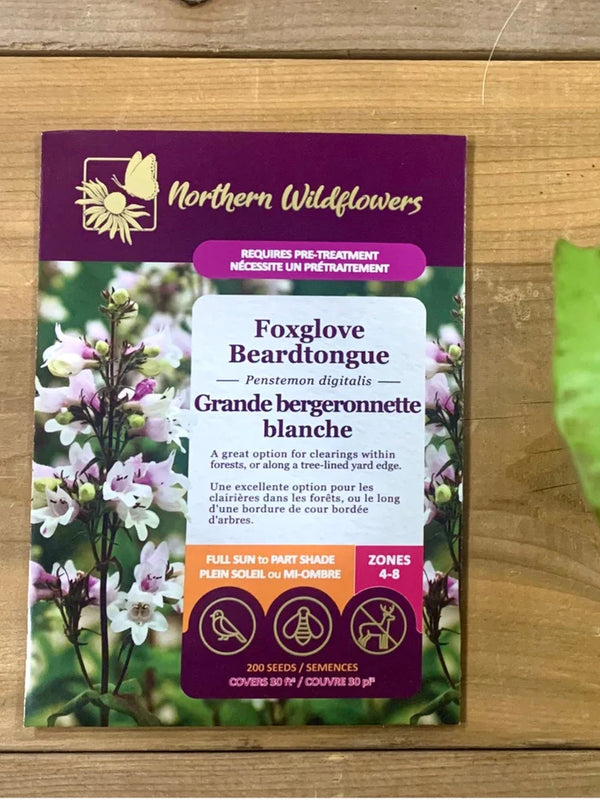 Northern Wildflowers
REQUIRES PRE-TREATMENT
NÉCESSITE UN PRÉTRAITEMENT
Foxglove
Beardtongue
Penstemon digitalis
Grande bergeronnette
blanche
A great option for clearings within
forests, or along a tree-lined yard edge.
Une excellente option pour les
clairières dans les forêts, ou le long
d'une bordure de cour bordée
d'arbres.
FULL SUN to PART SHADE
PLEIN SOLEIL ou MI-OMBRE
ZONES
4-8
200 SEEDS / SEMENCES
COVERS 30 ft² / COUVRE 30 pi²